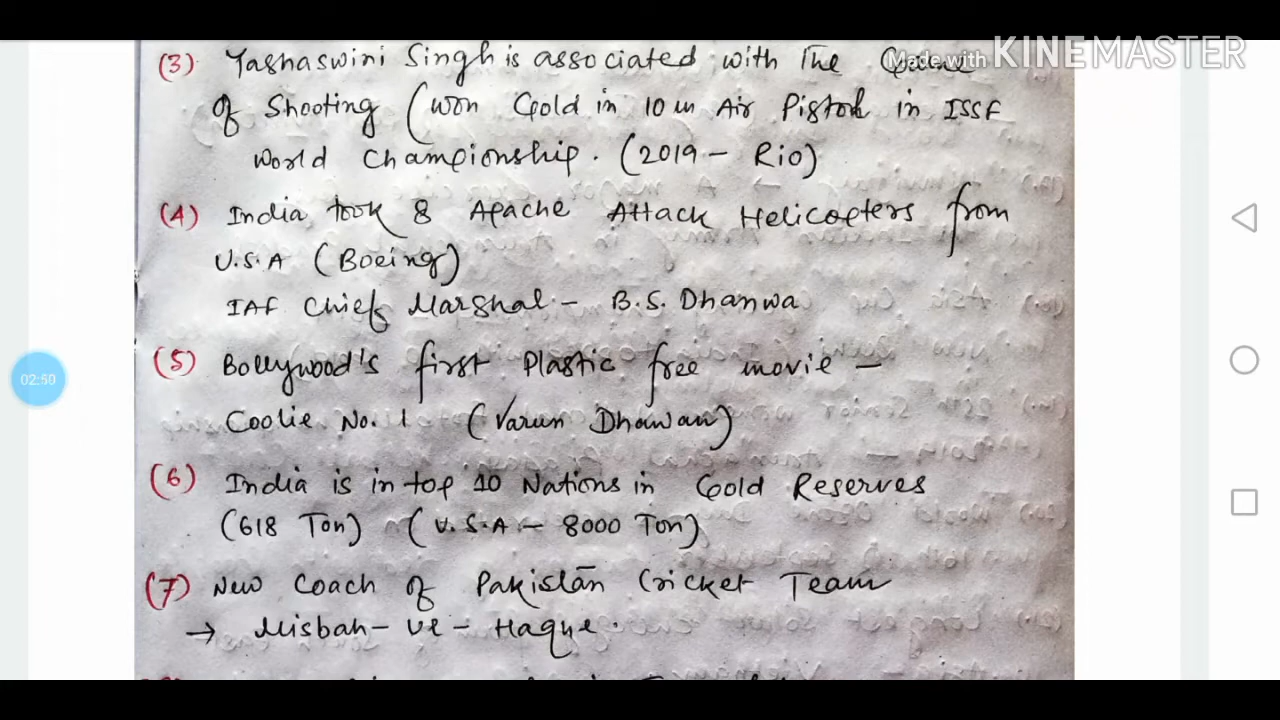 Made with KINEMASTER
(3) Yashaswini Singh is associated with The Game
of Shooting (won Gold in 10 m Air Pistol in ISSF
World Championship. (2019 - Rio)
(4) India took 8 Apache Attack Helicopters from
U.S.A (Boeing)
IAF Chief Marshal - B.S. Dhanwa
(5) Bollywood's first Plastic free movie -
Coolie No. 1 (Varun Dhawan)
02:50
(6) India is in top 10 Nations in Gold Reserves
(618 Ton) (U.S.A - 8000 Ton)
(7) New Coach of Pakistan Cricket Team
→ Misbah - Ul - Haque.